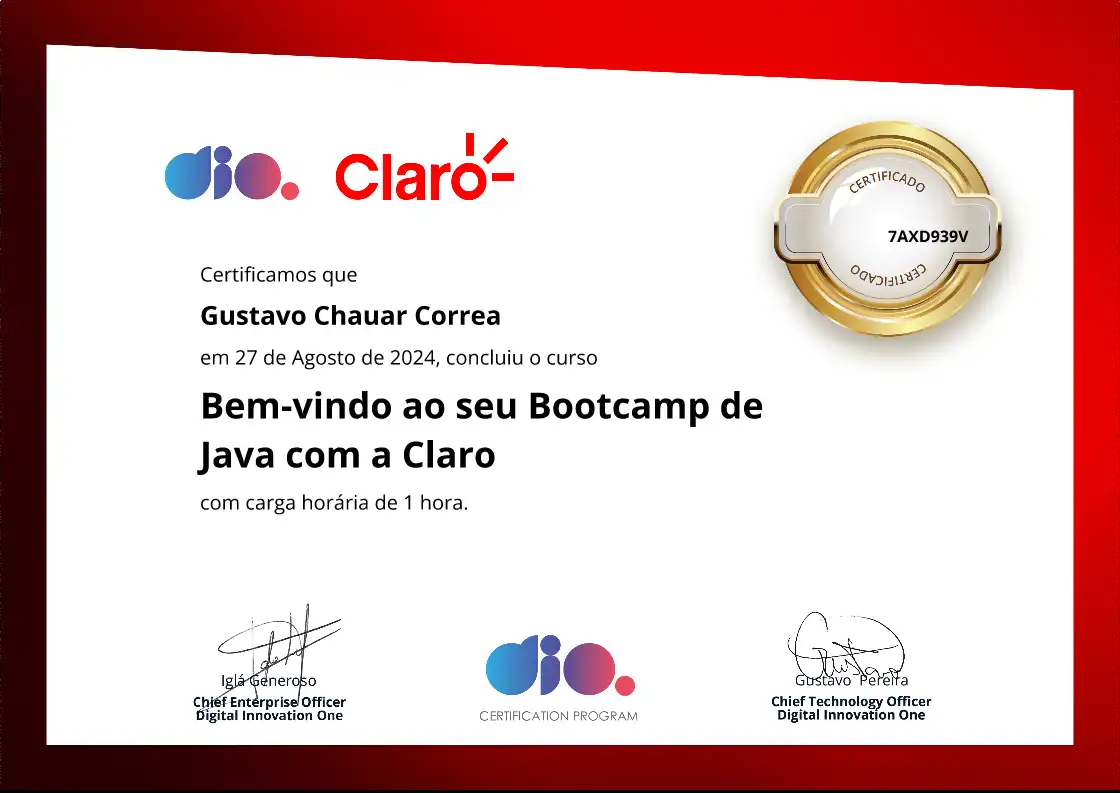 dio.
Claro
CERTIFICADO
7AXD939V
CERTIFICADO
Certificamos que
Gustavo Chauar Correa
em 27 de Agosto de 2024, concluiu o curso
Bem-vindo ao seu Bootcamp de
Java com a Claro
com carga horária de 1 hora.
Iglá Generoso
Chief Enterprise Officer
Digital Innovation One
dio.
CERTIFICATION PROGRAM
Gustavo Pereira
Chief Technology Officer
Digital Innovation One